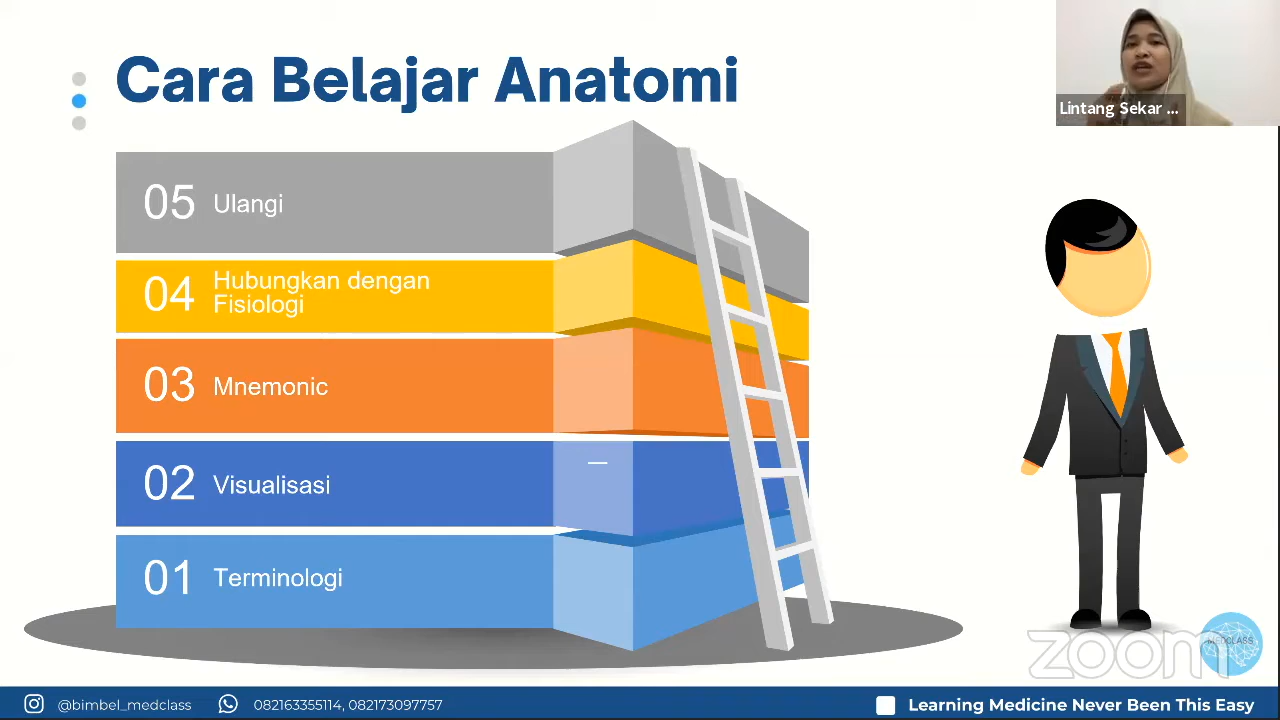 Cara Belajar Anatomi
Lintang Sekar ...
05 Ulangi
04 Hubungkan dengan
Fisiologi
03 Mnemonic
02 Visualisasi
01 Terminologi
zoom
MEDCLASS
@bimbel_medclass
082163355114, 082173097757
Learning Medicine Never Been This Easy